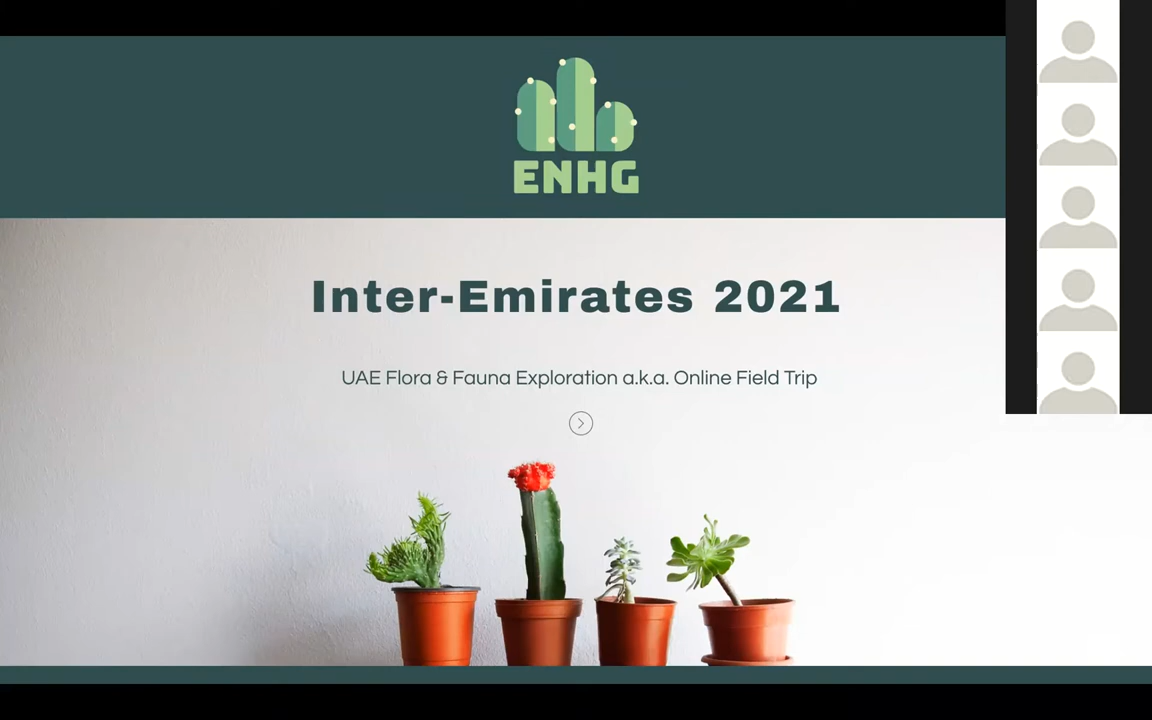 ENHG
Inter-Emirates 2021
UAE Flora & Fauna Exploration a.k.a. Online Field Trip